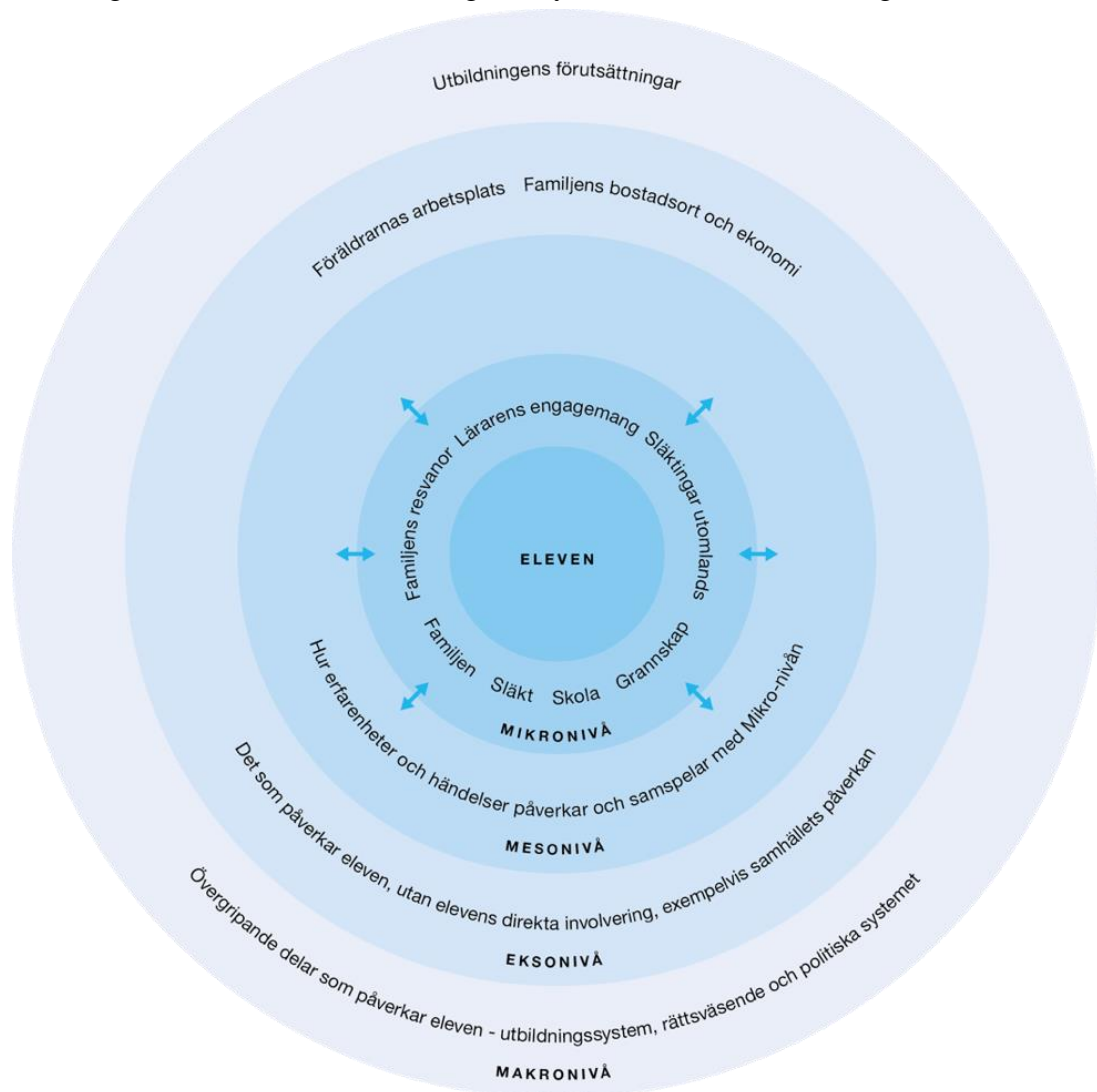 Utbildningens förutsättningar
Föräldrarnas arbetsplats
Familjens bostadsort och ekonomi
Lärarens engagemang
Familjens resvanor
Släktingar utomlands
ELEVEN
Familjen
Släkt
Skola
Grannskap
MIKRONIVÅ
Hur erfarenheter och händelser påverkar och samspelar med Mikro-nivån
MESONIVÅ
Det som påverkar eleven, utan elevens direkta involvering, exempelvis samhällets påverkan
EKSONIVÅ
Övergripande delar som påverkar eleven - utbildningssystem, rättsväsende och politiska systemet
MAKRONIVÅ